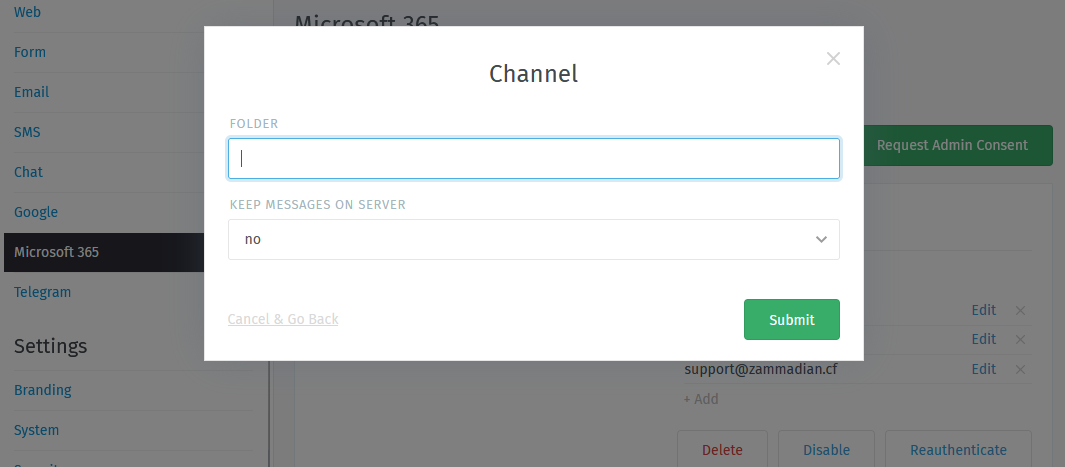 Web
Form
Email
SMS
Chat
Google
Microsoft 365
Telegram
Settings
Branding
System
Microsoft 365
Channel
FOLDER
KEEP MESSAGES ON SERVER
no
Cancel & Go Back
Submit
Request Admin Consent
Edit
Edit
support@zammadian.cf Edit
+ Add
Delete Disable Reauthenticate